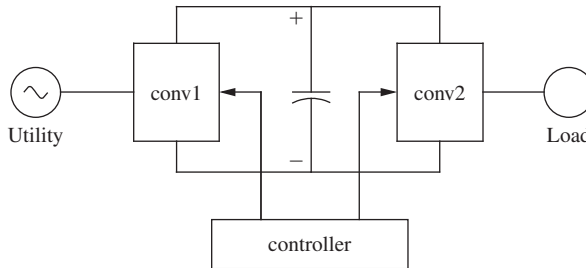 +
conv1
conv2
Utility
Load
−
controller